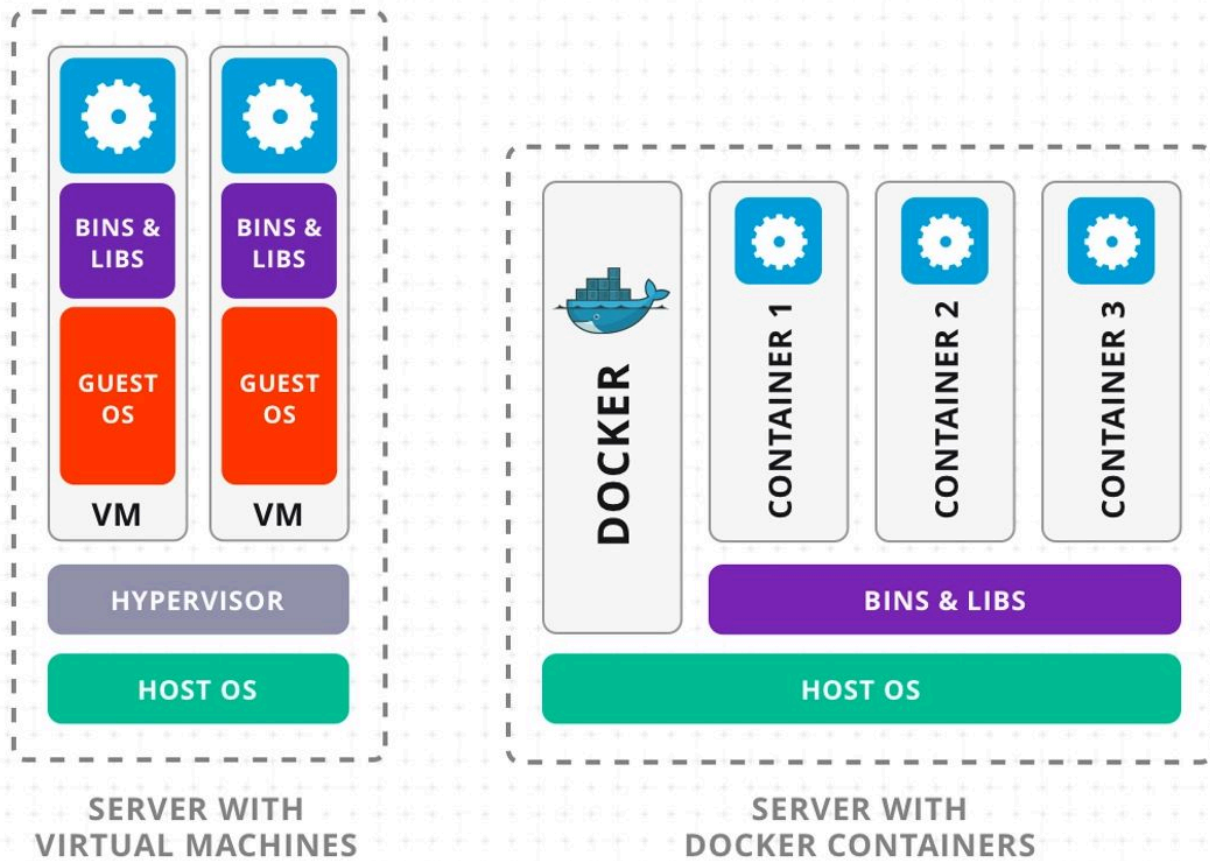 BINS &
LIBS
GUEST
OS
VM
BINS &
LIBS
GUEST
OS
VM
HYPERVISOR
HOST OS
SERVER WITH
VIRTUAL MACHINES
DOCKER
CONTAINER 1
CONTAINER 2
CONTAINER 3
BINS & LIBS
HOST OS
SERVER WITH
DOCKER CONTAINERS